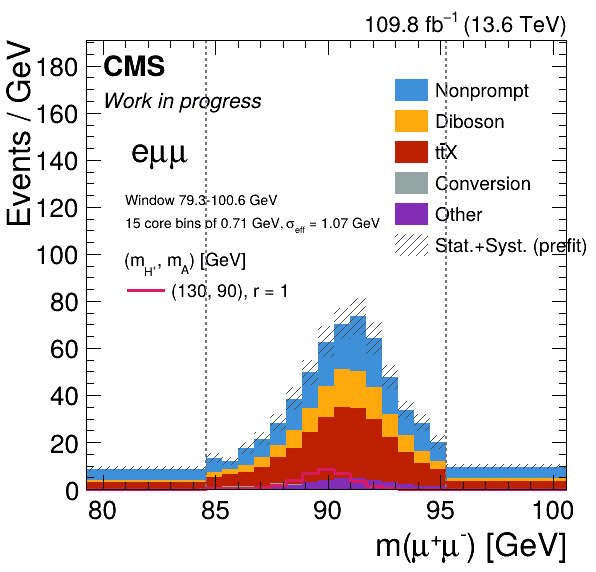 109.8 fb⁻¹ (13.6 TeV)
CMS
Work in progress
eμμ
Window 79.3-100.6 GeV
15 core bins of 0.71 GeV, σeff = 1.07 GeV
(mH⁺, mA) [GeV]
(130, 90), r = 1
Nonprompt
Diboson
tt̄X
Conversion
Other
Stat.+Syst. (prefit)
Events / GeV
180
160
140
120
100
80
60
40
20
0
80 85 90 95 100
m(μ⁺μ⁻) [GeV]